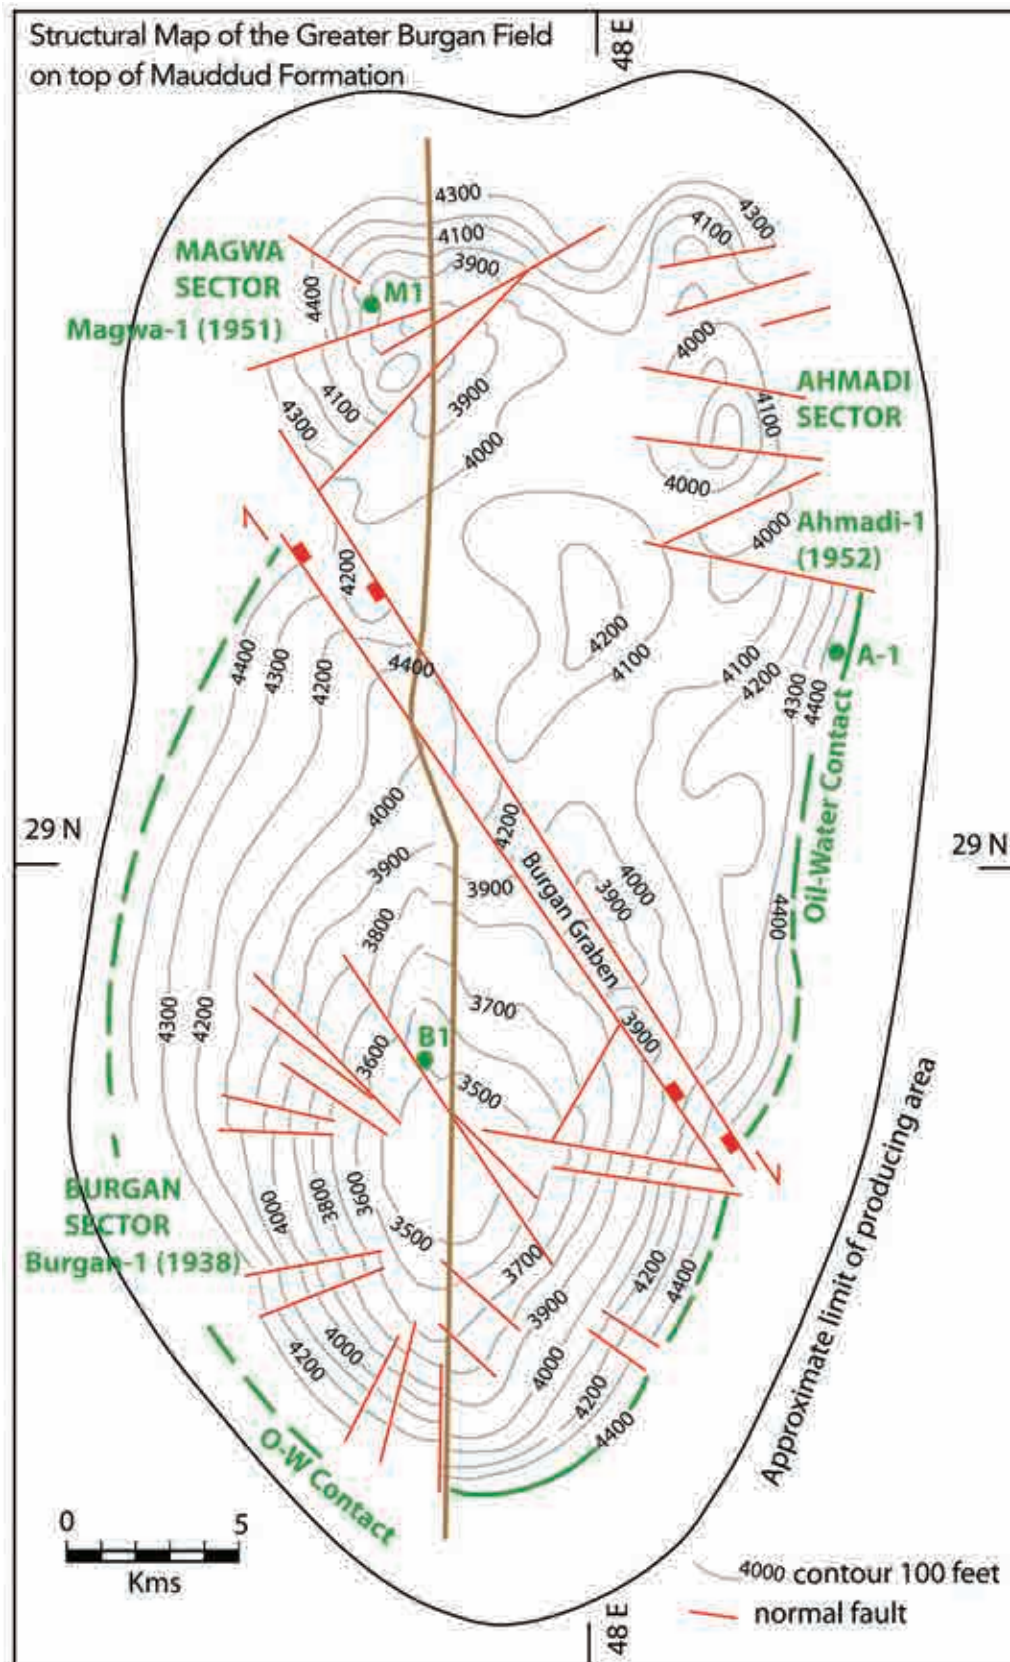 Structural Map of the Greater Burgan Field
on top of Mauddud Formation
48 E
4300
4100
3900
4300
4100
MAGWA
SECTOR
Magwa-1 (1951)
4400
M1
4000
4100
4300
3900
4000
AHMADI
SECTOR
4100
4000
4000
Ahmadi-1
(1952)
4200
4200
4100
4400
4400
4300
4200
4100
4200
4300
4400
A-1
Oil-Water Contact
29 N
29 N
4000
4200
3900
3900
Burgan Graben
4000
3900
4400
3800
3700
3900
4300
4200
B1
3600
3500
BURGAN
SECTOR
Burgan-1 (1938)
4000
3800
3600
3500
3700
3900
4200
4400
4000
4200
4000
4200
4400
O-W Contact
Approximate limit of producing area
0 5
Kms
4000 contour 100 feet
normal fault
48 E